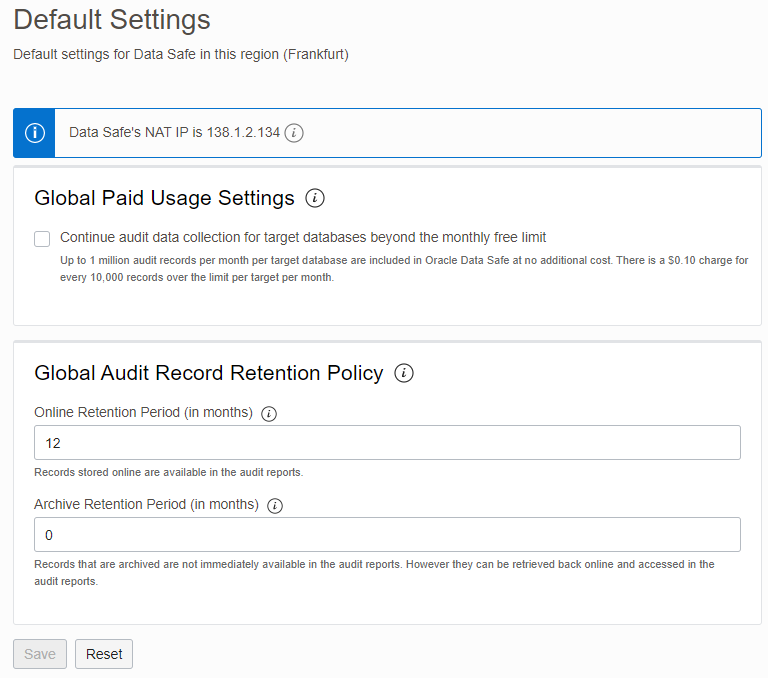 Default Settings
Default settings for Data Safe in this region (Frankfurt)
Data Safe's NAT IP is 138.1.2.134
Global Paid Usage Settings
Continue audit data collection for target databases beyond the monthly free limit
Up to 1 million audit records per month per target database are included in Oracle Data Safe at no additional cost. There is a $0.10 charge for
every 10,000 records over the limit per target per month.
Global Audit Record Retention Policy
Online Retention Period (in months)
12
Records stored online are available in the audit reports.
Archive Retention Period (in months)
0
Records that are archived are not immediately available in the audit reports. However they can be retrieved back online and accessed in the
audit reports.
Save Reset